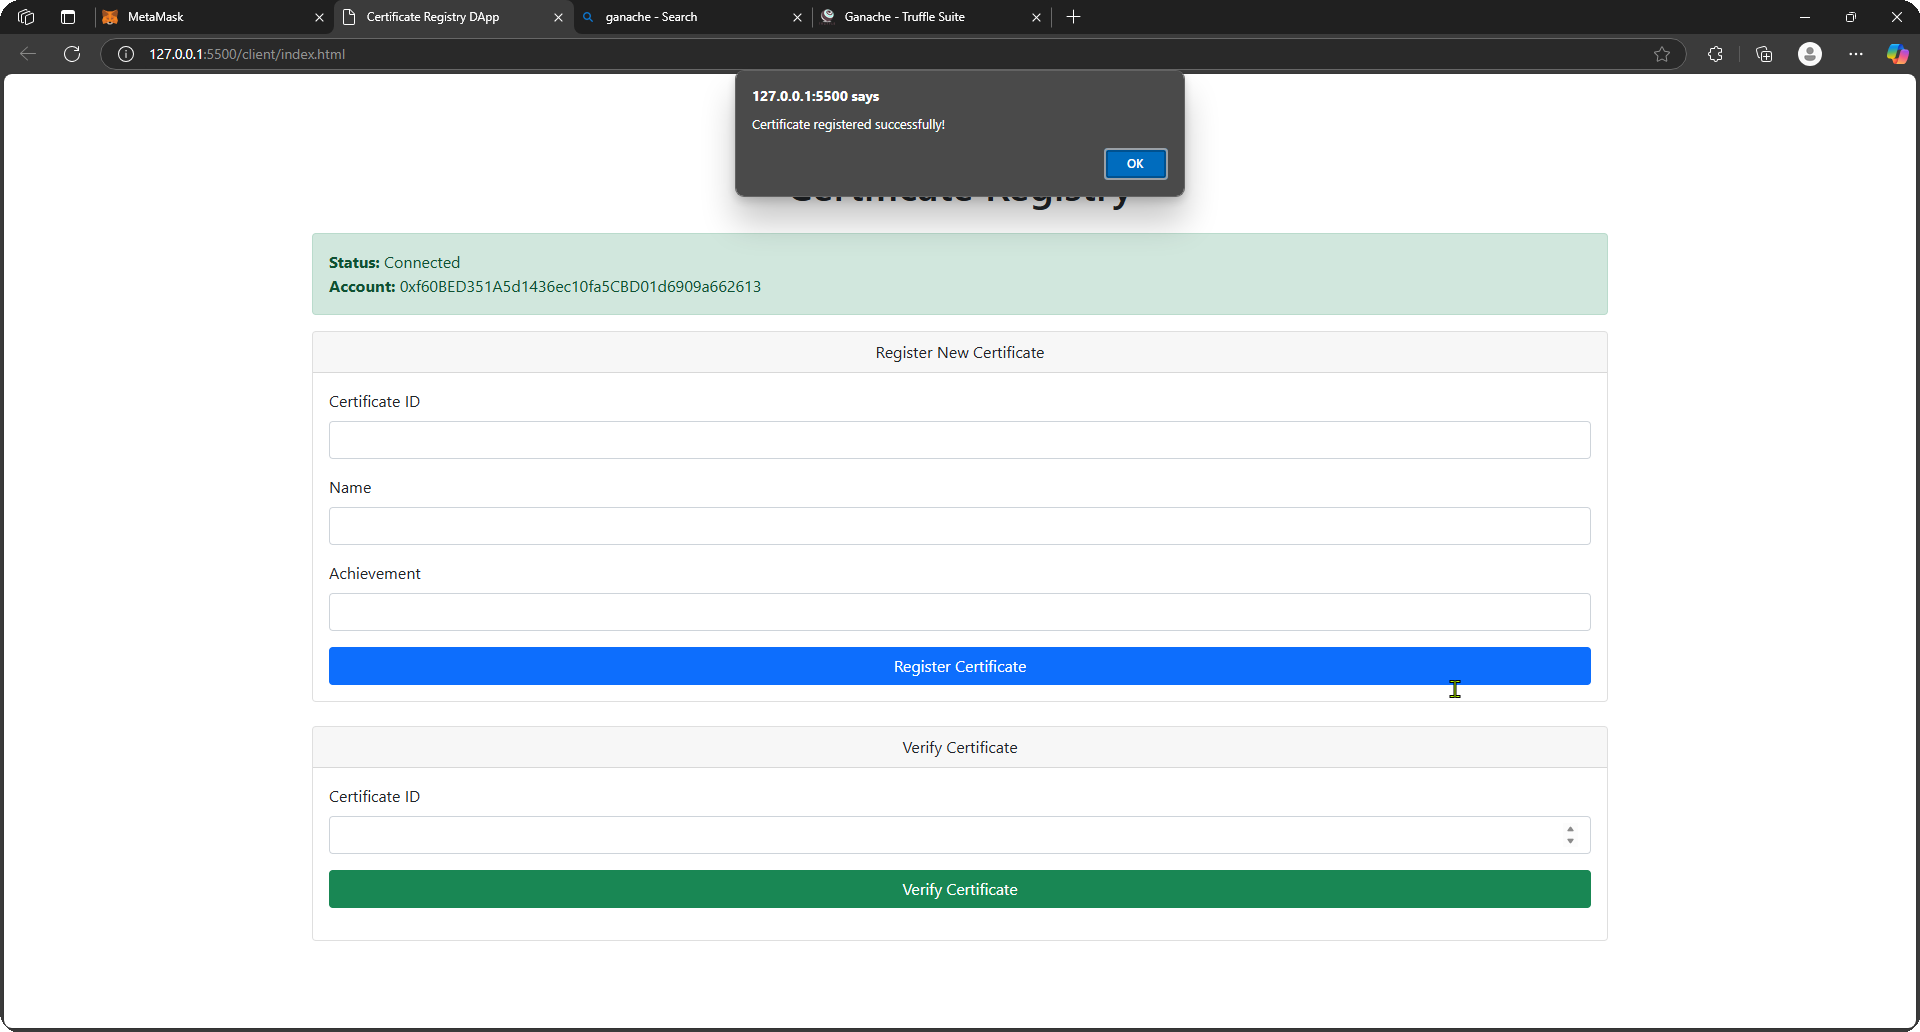 MetaMask
Certificate Registry DApp
ganache - Search
Ganache - Truffle Suite
127.0.0.1:5500/client/index.html
127.0.0.1:5500 says
Certificate registered successfully!
OK
Certificate Registry
Status: Connected
Account: 0xf60BED351A5d1436ec10fa5CBD01d6909a662613
Register New Certificate
Certificate ID
Name
Achievement
Register Certificate
Verify Certificate
Certificate ID
Verify Certificate